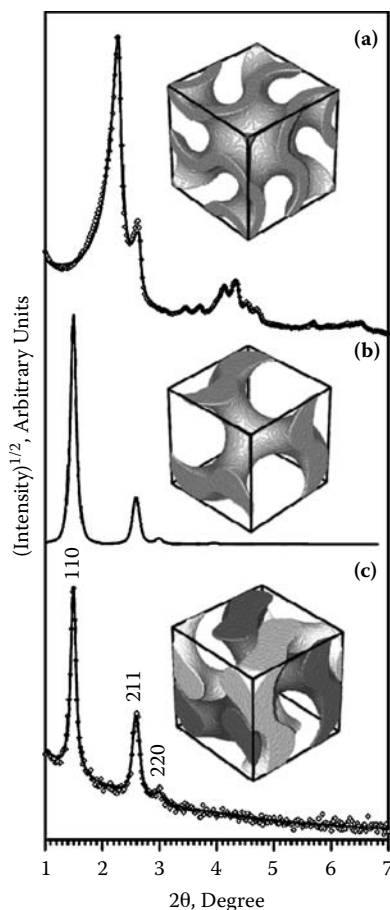 (a)
(b)
(c)
(Intensity)^1/2, Arbitrary Units
110
211
220
1 2 3 4 5 6 7
2θ, Degree